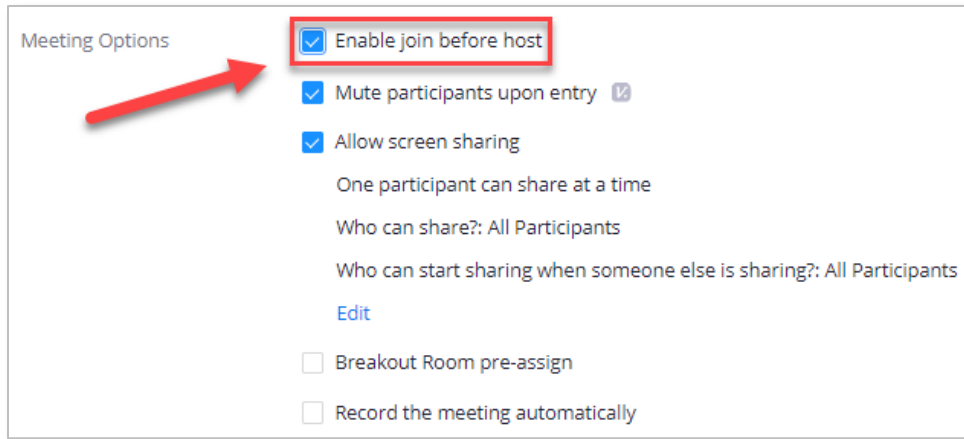 Meeting Options
Enable join before host
Mute participants upon entry
Allow screen sharing
One participant can share at a time
Who can share?: All Participants
Who can start sharing when someone else is sharing?: All Participants
Edit
Breakout Room pre-assign
Record the meeting automatically